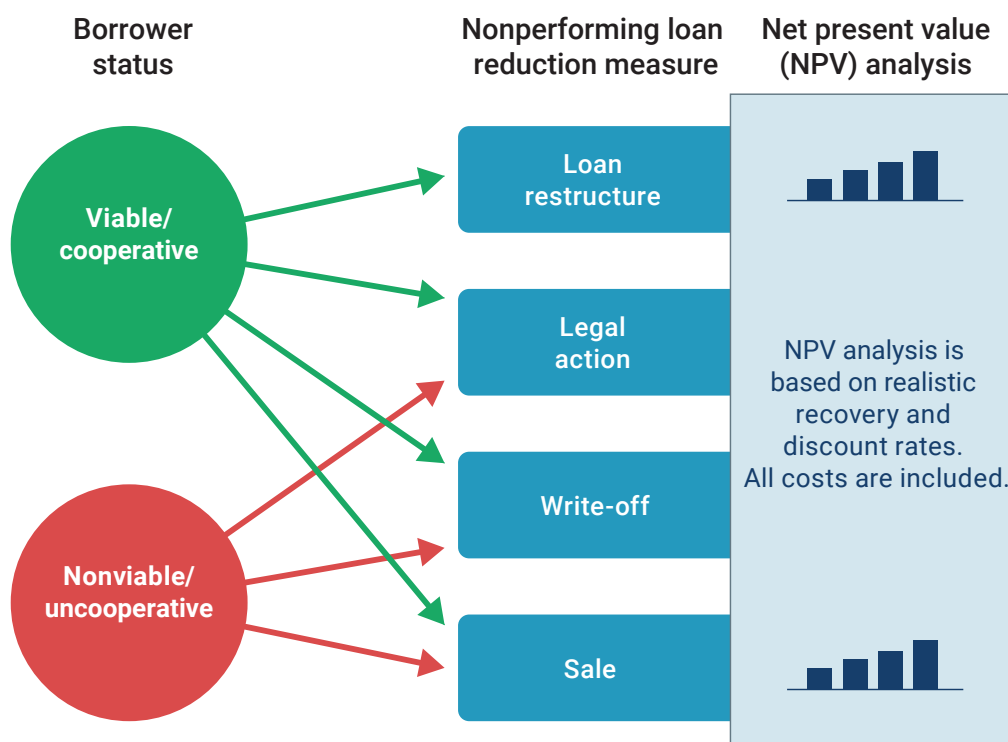 Borrower
status
Nonperforming loan
reduction measure
Net present value
(NPV) analysis
Viable/
cooperative
Nonviable/
uncooperative
Loan
restructure
Legal
action
Write-off
Sale
NPV analysis is
based on realistic
recovery and
discount rates.
All costs are included.